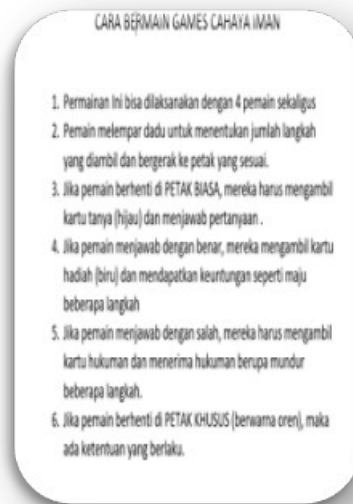 CARA BERMAIN GAMES CAHAYA IMAN
1. Permainan Ini bisa dilaksanakan dengan 4 pemain sekaligus
2. Pemain melempar dadu untuk menentukan jumlah langkah
yang diambil dan bergerak ke petak yang sesuai.
3. Jika pemain berhenti di PETAK BIASA, mereka harus mengambil
kartu tanya (hijau) dan menjawab pertanyaan .
4. Jika pemain menjawab dengan benar, mereka mengambil kartu
hadiah (biru) dan mendapatkan keuntungan seperti maju
beberapa langkah
5. Jika pemain menjawab dengan salah, mereka harus mengambil
kartu hukuman dan menerima hukuman berupa mundur
beberapa langkah.
6. Jika pemain berhenti di PETAK KHUSUS (berwarna oren), maka
ada ketentuan yang berlaku.